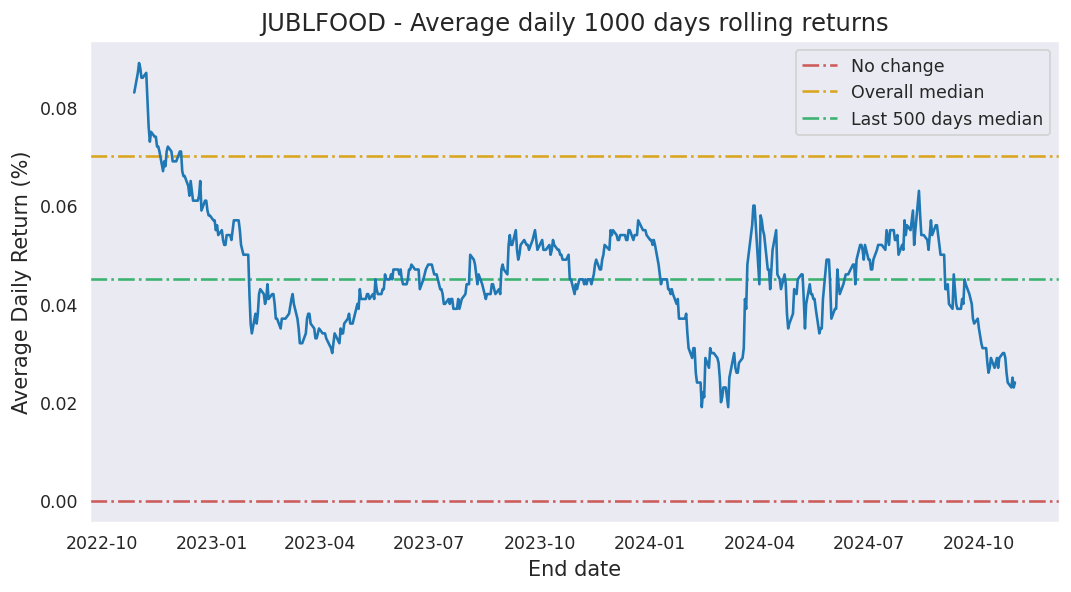 JUBLFOOD - Average daily 1000 days rolling returns
No change
Overall median
Last 500 days median
Average Daily Return (%)
0.08
0.06
0.04
0.02
0.00
2022-10 2023-01 2023-04 2023-07 2023-10 2024-01 2024-04 2024-07 2024-10
End date